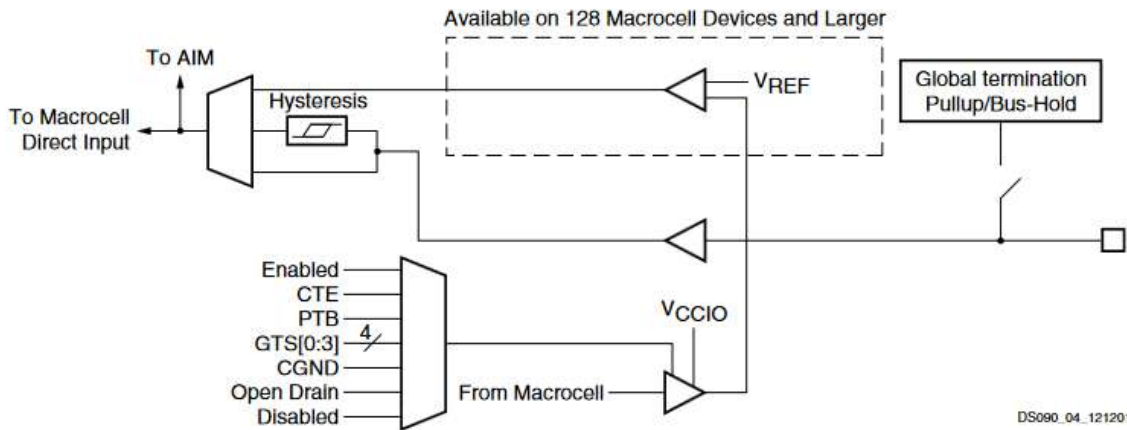 Available on 128 Macrocell Devices and Larger
To AIM
Hysteresis
VREF
Global termination
Pullup/Bus-Hold
To Macrocell
Direct Input
Enabled
CTE
PTB
GTS[0:3]
4
CGND
Open Drain
Disabled
VCCIO
From Macrocell
DS090_04_121201